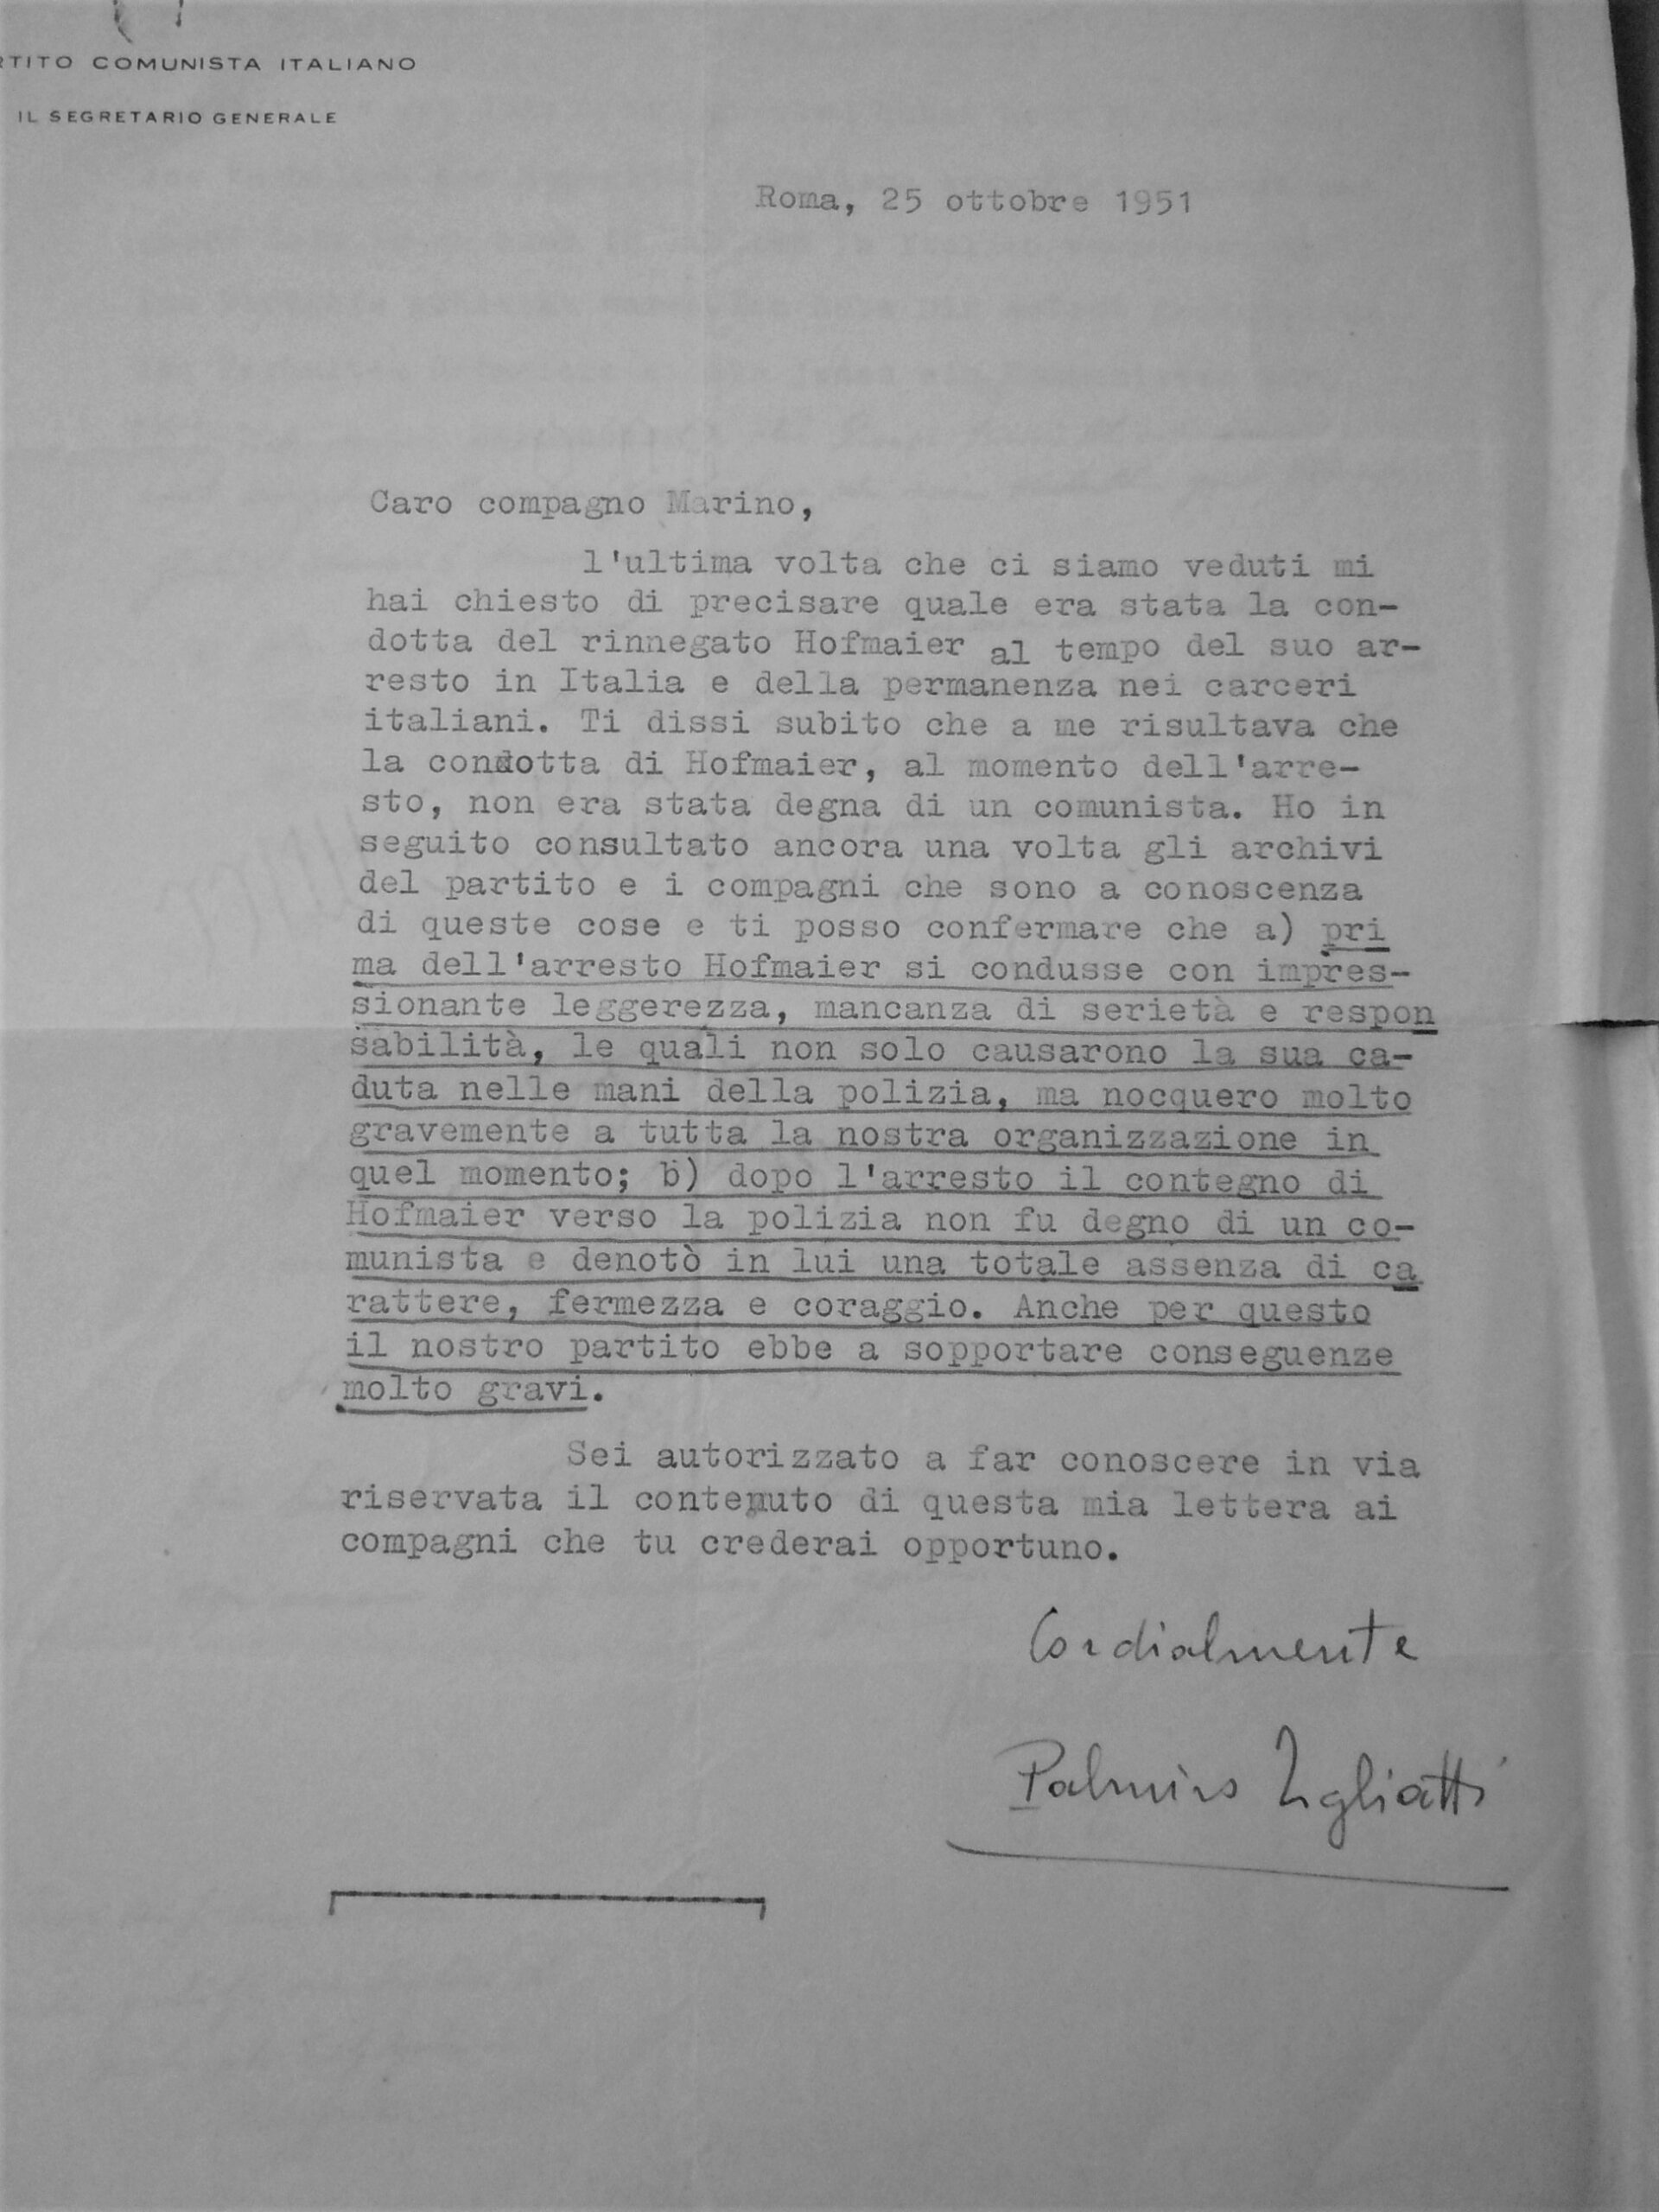 RTITO COMUNISTA ITALIANO
IL SEGRETARIO GENERALE
Roma, 25 ottobre 1951
Caro compagno Marino,
l'ultima volta che ci siamo veduti mi
hai chiesto di precisare quale era stata la con-
dotta del rinnegato Hofmaier al tempo del suo ar-
resto in Italia e della permanenza nei carceri
italiani. Ti dissi subito che a me risultava che
la condotta di Hofmaier, al momento dell'arre-
sto, non era stata degna di un comunista. Ho in
seguito consultato ancora una volta gli archivi
del partito e i compagni che sono a conoscenza
di queste cose e ti posso confermare che a) pri
ma dell'arresto Hofmaier si condusse con impres-
sionante leggerezza, mancanza di serietà e respon
sabilità, le quali non solo causarono la sua ca-
duta nelle mani della polizia, ma nocquero molto
gravemente a tutta la nostra organizzazione in
quel momento; b) dopo l'arresto il contegno di
Hofmaier verso la polizia non fu degno di un co-
munista e denotò in lui una totale assenza di ca
rattere, fermezza e coraggio. Anche per questo
il nostro partito ebbe a sopportare conseguenze
molto gravi.
Sei autorizzato a far conoscere in via
riservata il contenuto di questa mia lettera ai
compagni che tu crederai opportuno.
Cordialmente
Palmiro Togliatti